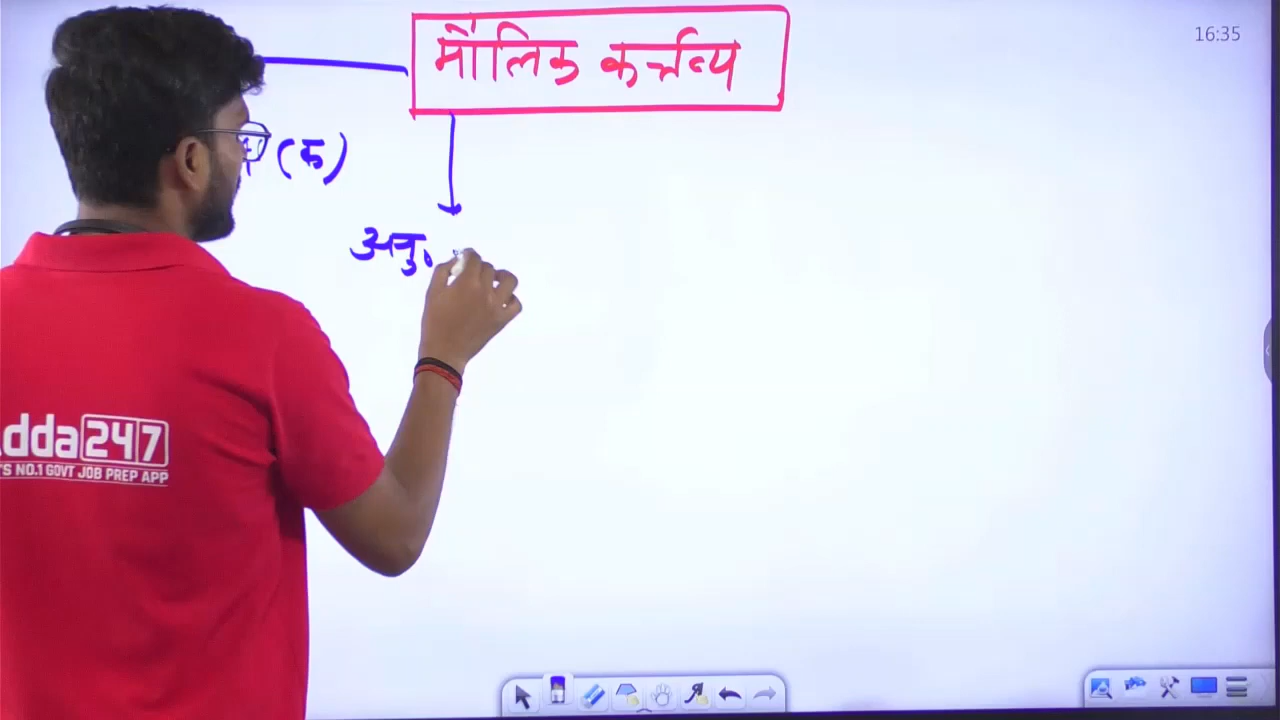 मौलिक कर्त्तव्य
16:35
(क)
अनु.
dda247
'S NO.1 GOVT JOB PREP APP